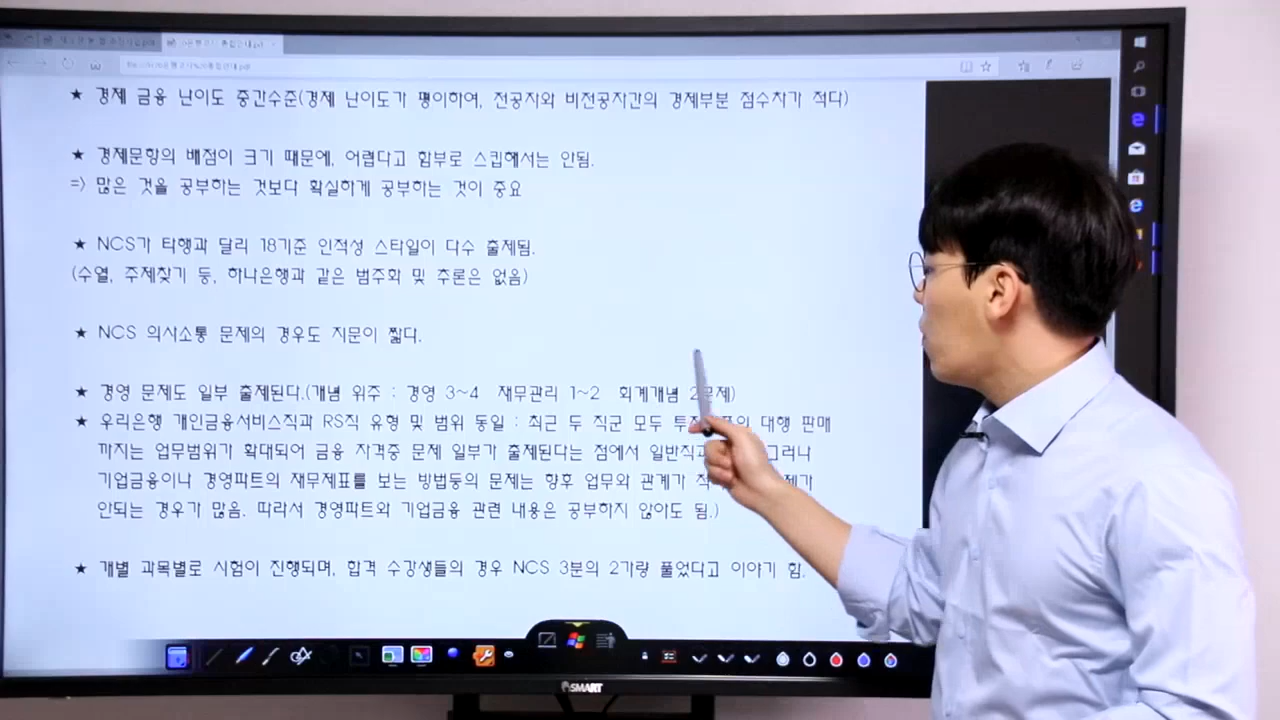 ★ 경제 금융 난이도 중간수준(경제 난이도가 평이하여, 전공자와 비전공자간의 경제부분 점수차가 적다)
★ 경제문항의 배점이 크기 때문에, 어렵다고 함부로 스킵해서는 안됨.
=> 많은 것을 공부하는 것보다 확실하게 공부하는 것이 중요
★ NCS가 타행과 달리 18기준 인적성 스타일이 다수 출제됨.
(수열, 주제찾기 등, 하나은행과 같은 범주화 및 추론은 없음)
★ NCS 의사소통 문제의 경우도 지문이 짧다.
★ 경영 문제도 일부 출제된다.(개념 위주 : 경영 3~4 재무관리 1~2 회계개념 2문제)
★ 우리은행 개인금융서비스직과 RS직 유형 및 범위 동일 : 최근 두 직군 모두 대행 판매
까지는 업무범위가 확대되어 금융 자격증 문제 일부가 출제된다는 점에서 그러나
기업금융이나 경영파트의 재무제표를 보는 방법등의 문제는 향후 업무와 관계가
안되는 경우가 많음. 따라서 경영파트와 기업금융 관련 내용은 공부하지 않아도 됨.)
★ 개별 과목별로 시험이 진행되며, 합격 수강생들의 경우 NCS 3분의 2가량 풀었다고 이야기 함.
SMART